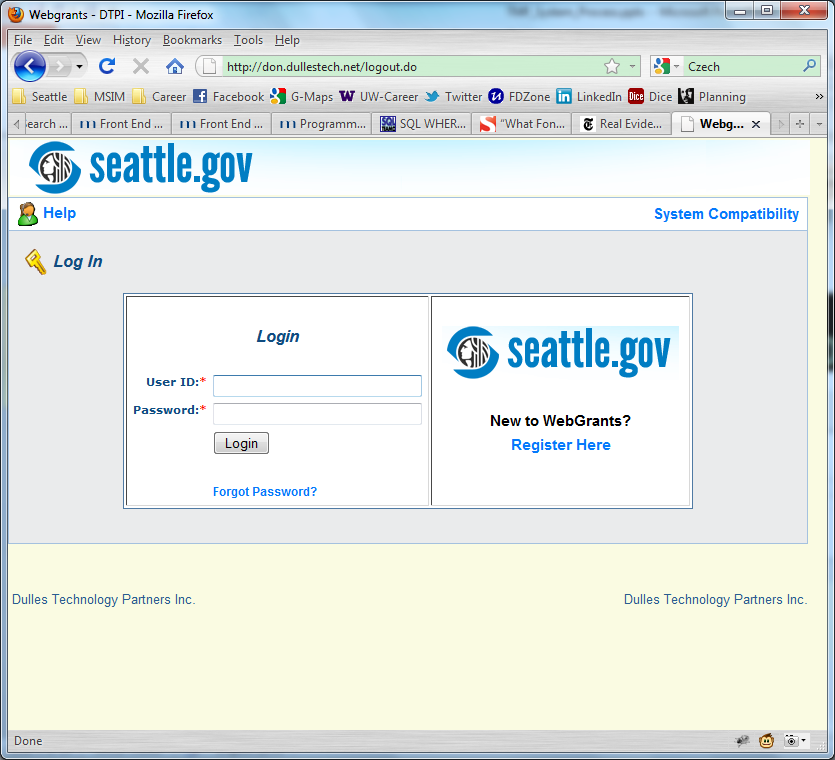 Webgrants - DTPI - Mozilla Firefox
File Edit View History Bookmarks Tools Help
http://don.dullestech.net/logout.do Czech
Seattle MSIM Career Facebook G-Maps UW-Career Twitter FDZone LinkedIn Dice Planning »
Search ... Front End ... Front End ... Programm... SQL WHER... "What Fon... Real Evide... Webg...
seattle.gov
Help System Compatibility
Log In
Login
User ID:*
Password:*
Login
Forgot Password?
seattle.gov
New to WebGrants?
Register Here
Dulles Technology Partners Inc. Dulles Technology Partners Inc.
Done